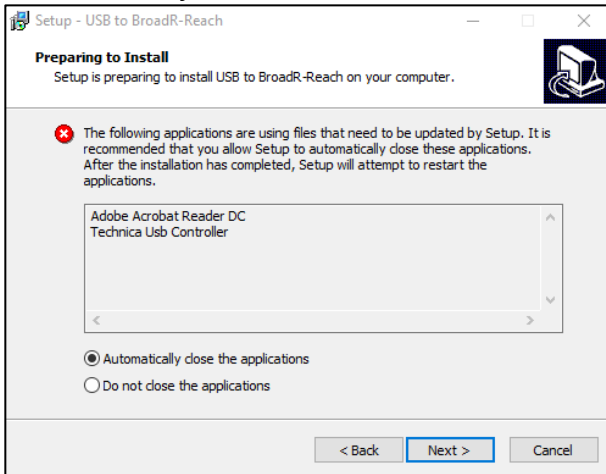 Setup - USB to BroadR-Reach
Preparing to Install
Setup is preparing to install USB to BroadR-Reach on your computer.
The following applications are using files that need to be updated by Setup. It is
recommended that you allow Setup to automatically close these applications.
After the installation has completed, Setup will attempt to restart the
applications.
Adobe Acrobat Reader DC
Technica Usb Controller
Automatically close the applications
Do not close the applications
< Back Next > Cancel